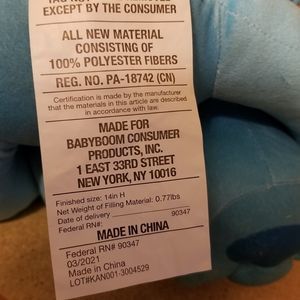 EXCEPT BY THE CONSUMER
ALL NEW MATERIAL
CONSISTING OF
100% POLYESTER FIBERS
REG. NO. PA-18742 (CN)
Certification is made by the manufacturer
that the materials in this article are described
in accordance with law.
MADE FOR
BABYBOOM CONSUMER
PRODUCTS, INC.
1 EAST 33RD STREET
NEW YORK, NY 10016
Finished size: 14in H
Net Weight of Filling Material: 0.77lbs
Date of delivery
Federal RN#: 90347
MADE IN CHINA
Federal RN# 90347
03/2021
Made in China
LOT#KAN001-3004529